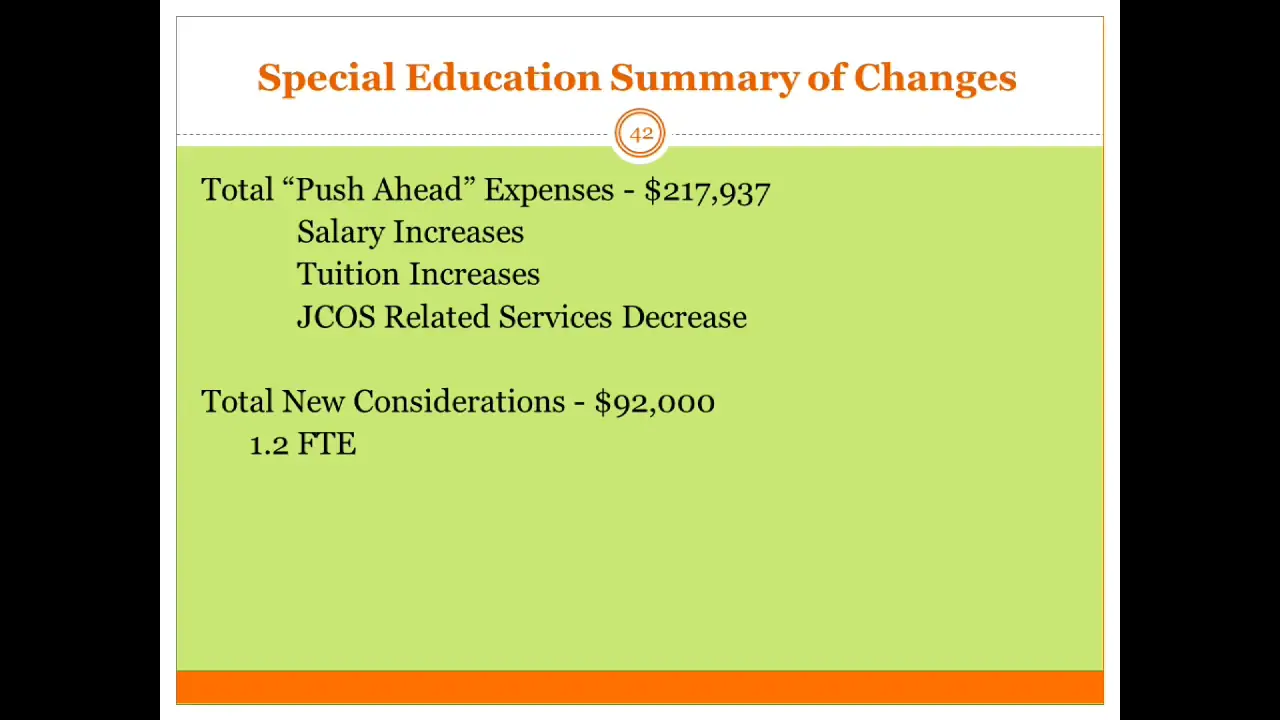 Special Education Summary of Changes
42
Total “Push Ahead” Expenses - $217,937
Salary Increases
Tuition Increases
JCOS Related Services Decrease
Total New Considerations - $92,000
1.2 FTE